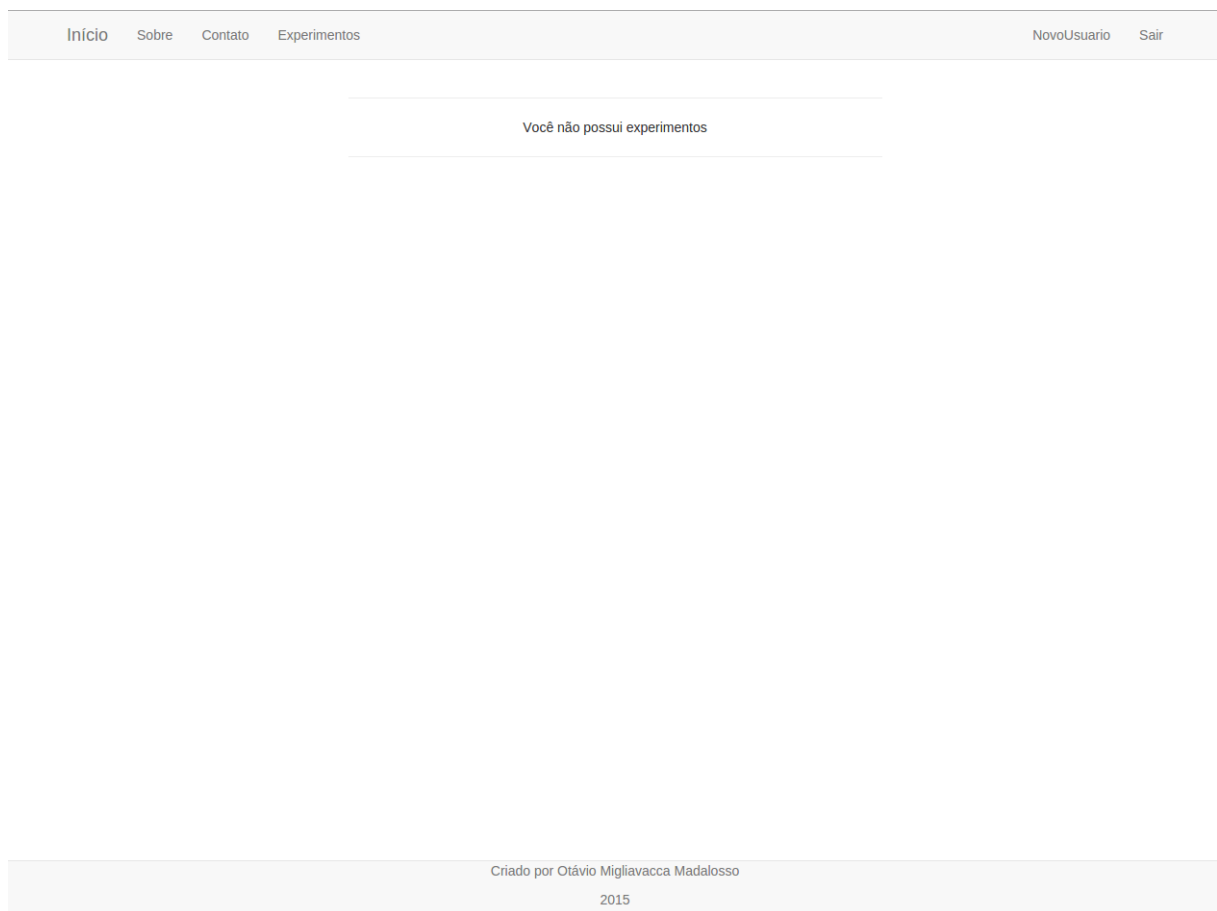 Início Sobre Contato Experimentos NovoUsuario Sair
Você não possui experimentos
Criado por Otávio Migliavacca Madalosso
2015